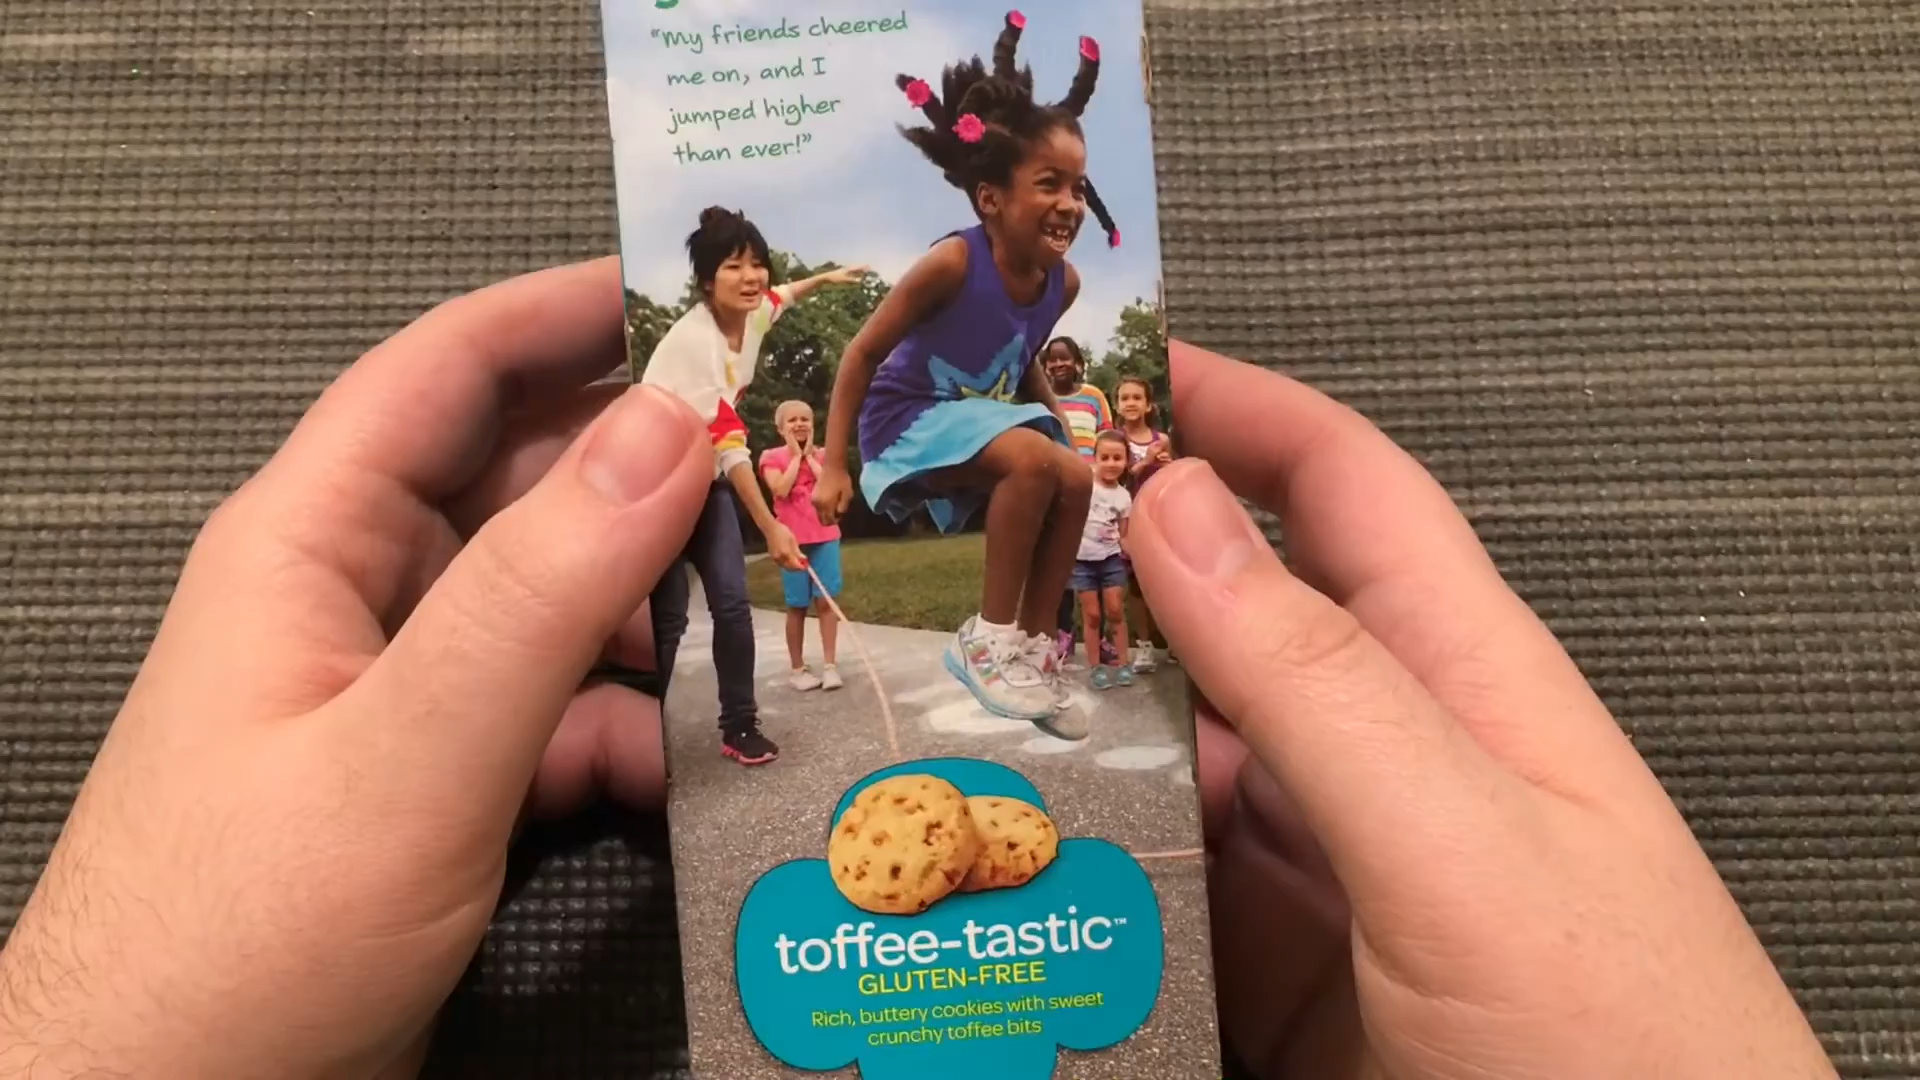 “My friends cheered
me on, and I
jumped higher
than ever!”
toffee-tastic™
GLUTEN-FREE
Rich, buttery cookies with sweet
crunchy toffee bits